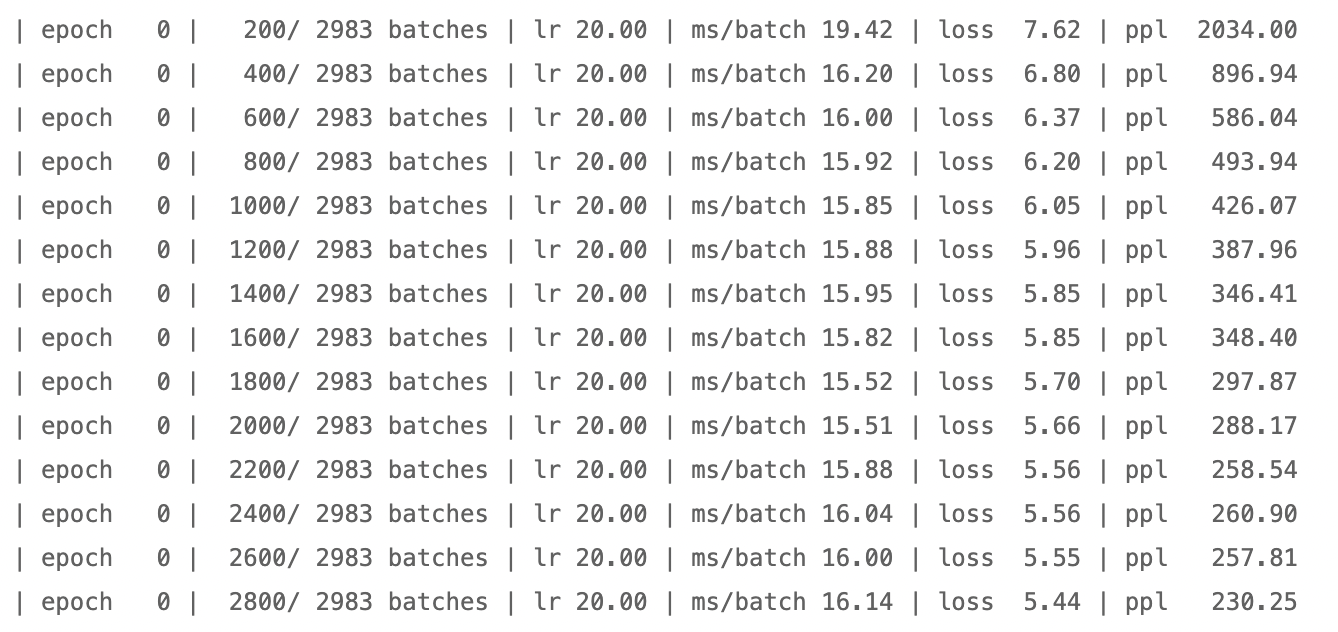 | epoch   0 |   200/ 2983 batches | lr 20.00 | ms/batch 19.42 | loss  7.62 | ppl  2034.00
| epoch   0 |   400/ 2983 batches | lr 20.00 | ms/batch 16.20 | loss  6.80 | ppl   896.94
| epoch   0 |   600/ 2983 batches | lr 20.00 | ms/batch 16.00 | loss  6.37 | ppl   586.04
| epoch   0 |   800/ 2983 batches | lr 20.00 | ms/batch 15.92 | loss  6.20 | ppl   493.94
| epoch   0 |  1000/ 2983 batches | lr 20.00 | ms/batch 15.85 | loss  6.05 | ppl   426.07
| epoch   0 |  1200/ 2983 batches | lr 20.00 | ms/batch 15.88 | loss  5.96 | ppl   387.96
| epoch   0 |  1400/ 2983 batches | lr 20.00 | ms/batch 15.95 | loss  5.85 | ppl   346.41
| epoch   0 |  1600/ 2983 batches | lr 20.00 | ms/batch 15.82 | loss  5.85 | ppl   348.40
| epoch   0 |  1800/ 2983 batches | lr 20.00 | ms/batch 15.52 | loss  5.70 | ppl   297.87
| epoch   0 |  2000/ 2983 batches | lr 20.00 | ms/batch 15.51 | loss  5.66 | ppl   288.17
| epoch   0 |  2200/ 2983 batches | lr 20.00 | ms/batch 15.88 | loss  5.56 | ppl   258.54
| epoch   0 |  2400/ 2983 batches | lr 20.00 | ms/batch 16.04 | loss  5.56 | ppl   260.90
| epoch   0 |  2600/ 2983 batches | lr 20.00 | ms/batch 16.00 | loss  5.55 | ppl   257.81
| epoch   0 |  2800/ 2983 batches | lr 20.00 | ms/batch 16.14 | loss  5.44 | ppl   230.25